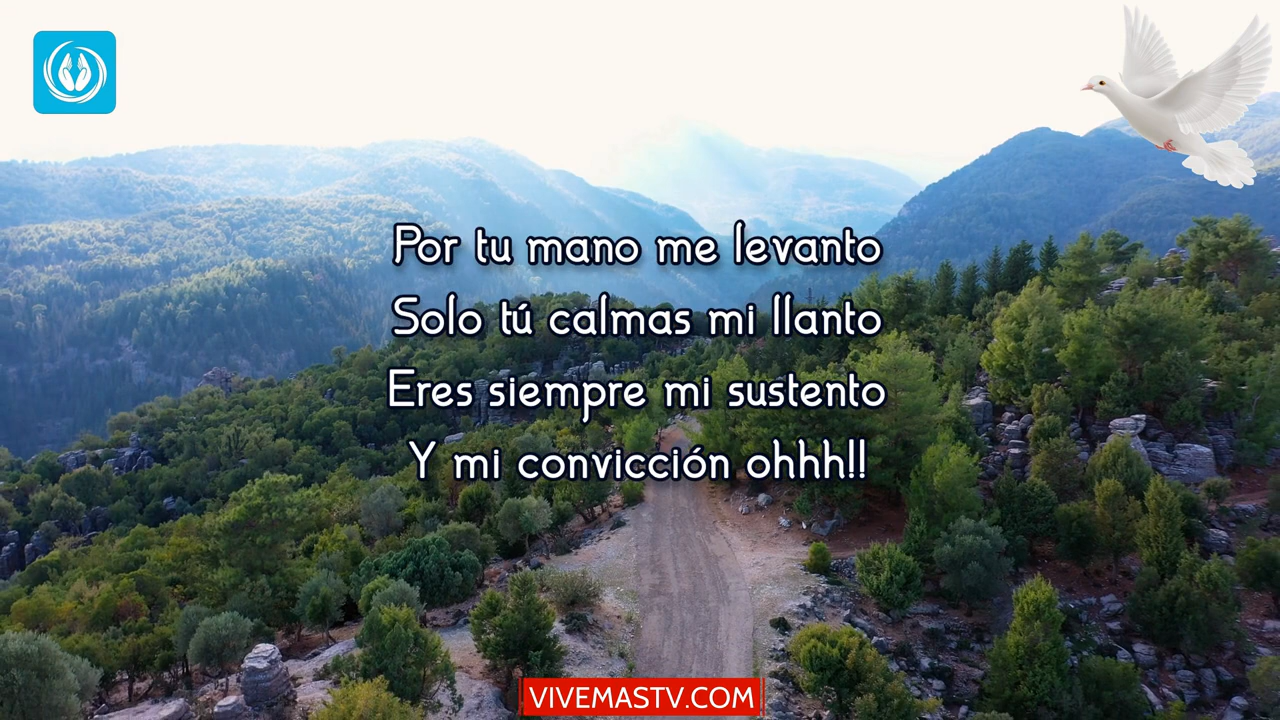 Por tu mano me levanto
Solo tú calmas mi llanto
Eres siempre mi sustento
Y mi convicción ohhh!!
VIVEMASTV.COM